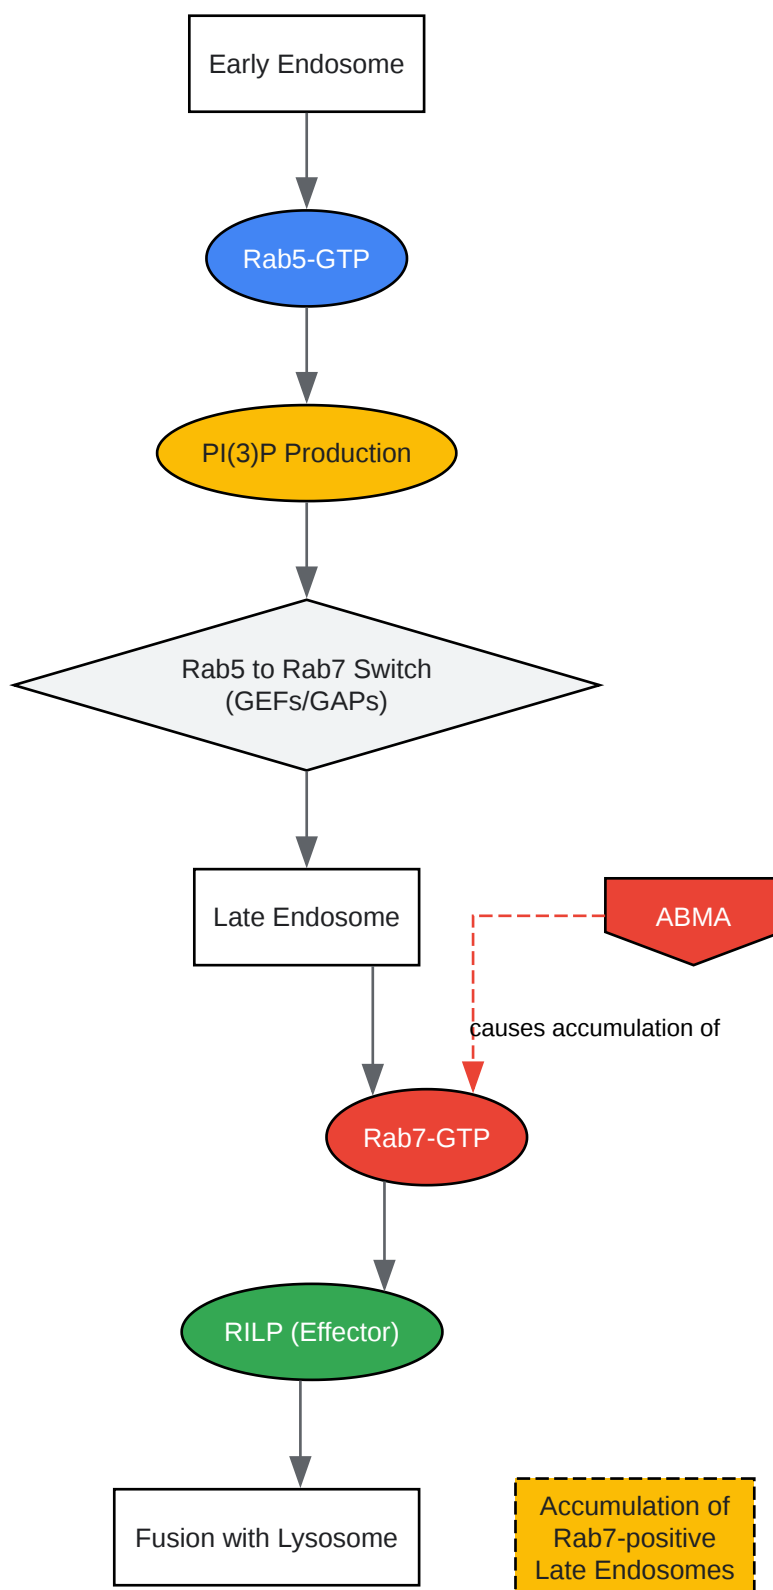 Early Endosome
Rab5-GTP
PI(3)P Production
Rab5 to Rab7 Switch
(GEFs/GAPs)
Late Endosome
ABMA
causes accumulation of
Rab7-GTP
RILP (Effector)
Fusion with Lysosome
Accumulation of
Rab7-positive
Late Endosomes